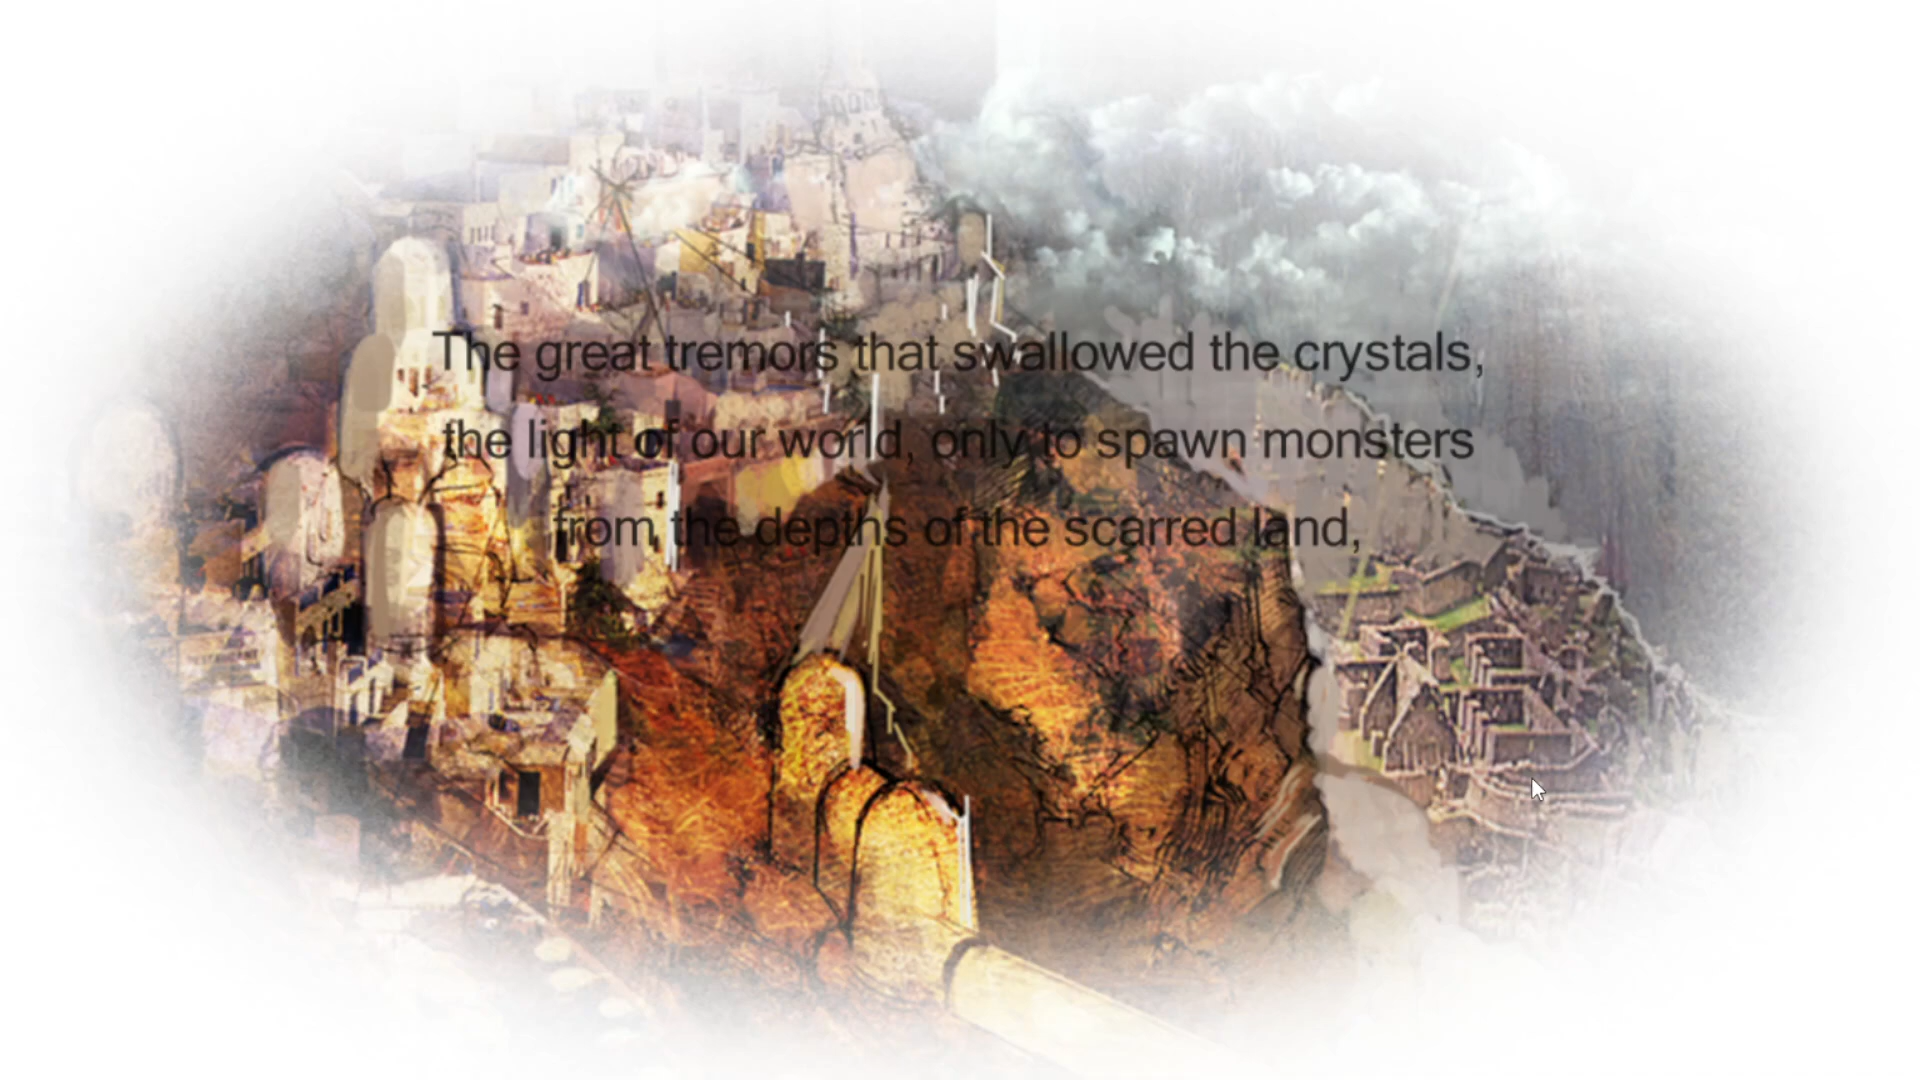 The great tremors that swallowed the crystals,
the light of our world, only to spawn monsters
from the depths of the scarred land,